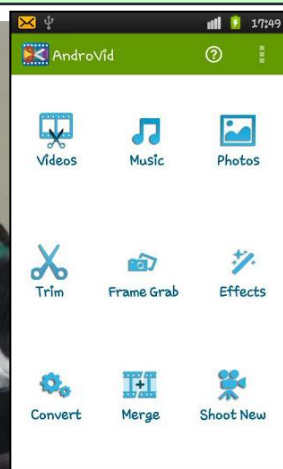 17:49
AndroVid
Videos Music Photos
Trim Frame Grab Effects
Convert Merge Shoot New